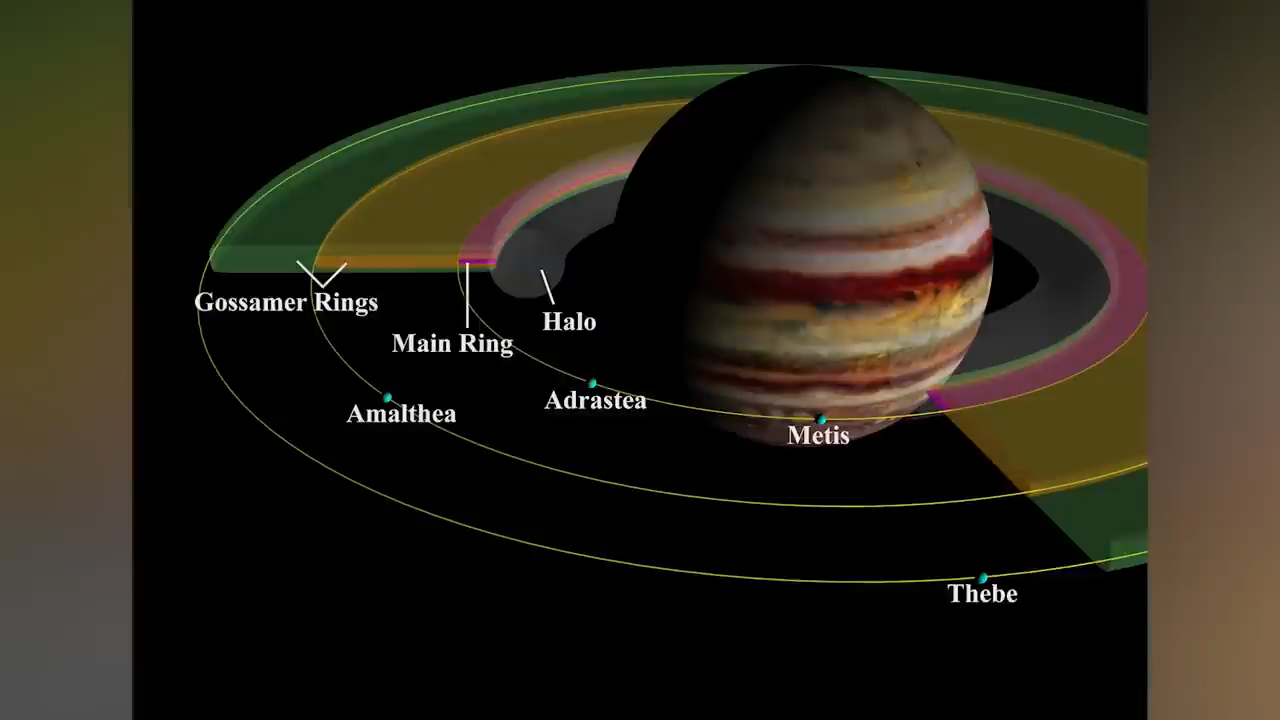 Gossamer Rings
Halo
Main Ring
Adrastea
Amalthea
Metis
Thebe